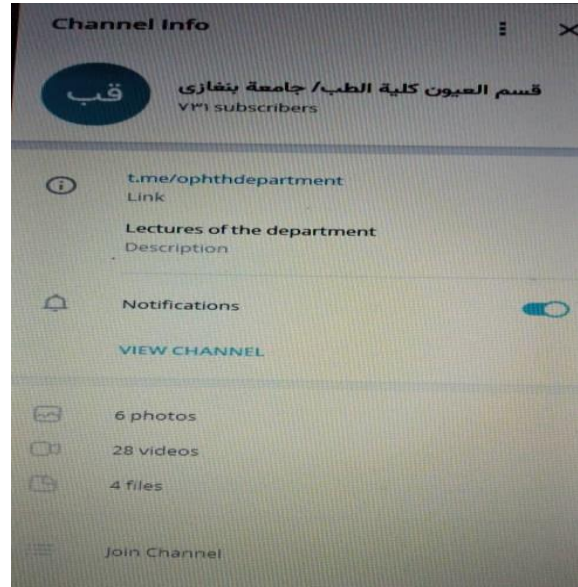 Channel Info
قب
قسم العيون كلية الطب/ جامعة بنغازى
٧٣١ subscribers
t.me/ophthdepartment
Link
Lectures of the department
Description
Notifications
VIEW CHANNEL
6 photos
28 videos
4 files
Join Channel